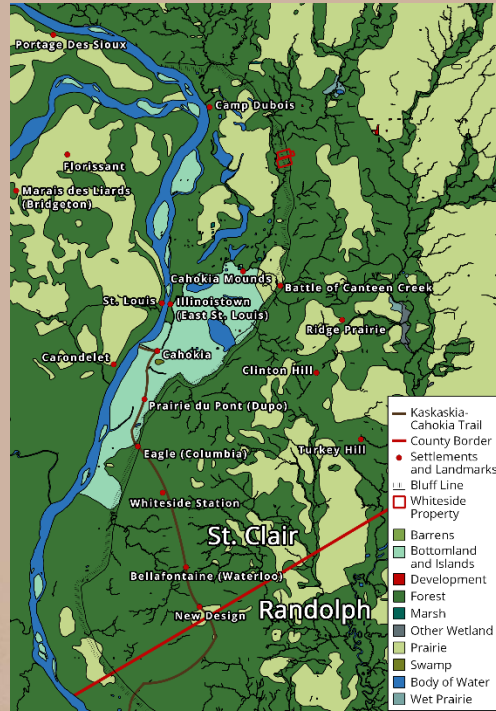 Portage Des Sioux
Camp Dubois
Florissant
Marais des Liards
(Bridgeton)
Cahokia Mounds
Battle of Canteen Creek
St. Louis
Illinoistown
(East St. Louis)
Ridge Prairie
Cahokia
Carondelet
Clinton Hill
Prairie du Pont (Dupo)
Eagle (Columbia)
Turkey Hill
Whiteside Station
St. Clair
Bellafontaine (Waterloo)
New Design
Randolph
Kaskaskia-
Cahokia Trail
County Border
Settlements
and Landmarks
Bluff Line
Whiteside
Property
Barrens
Bottomland
and Islands
Development
Forest
Marsh
Other Wetland
Prairie
Swamp
Body of Water
Wet Prairie